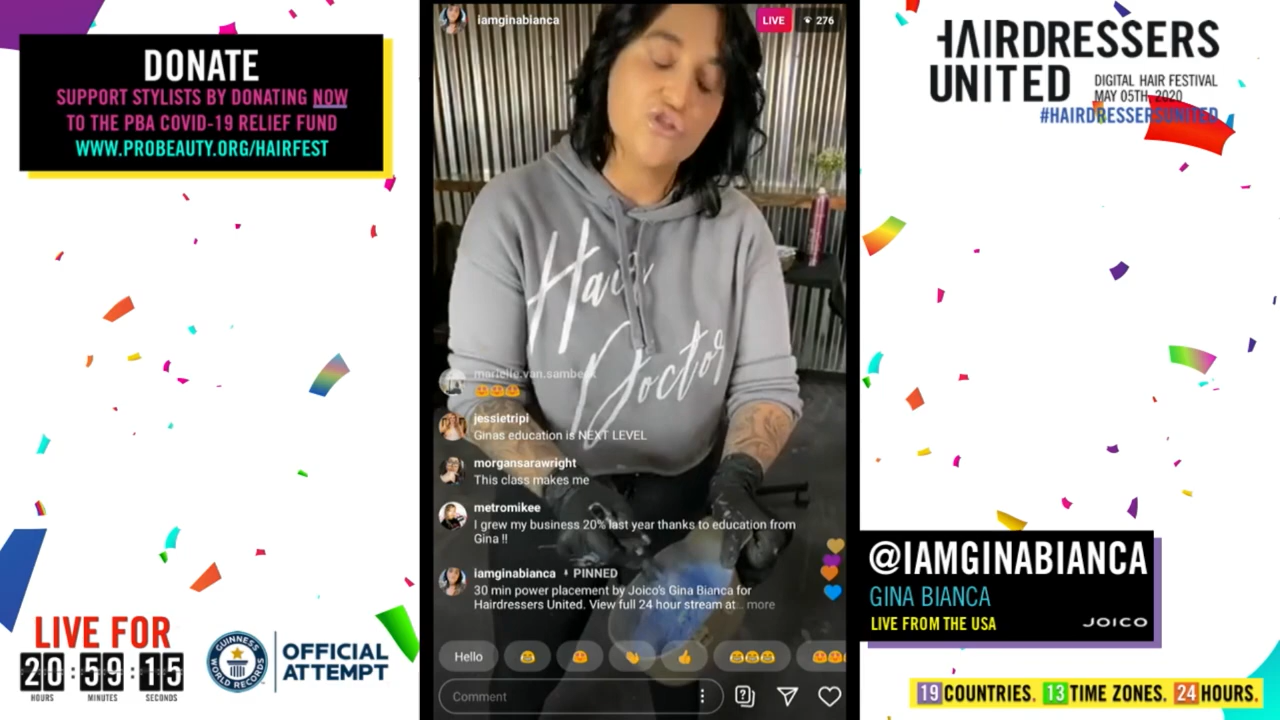 DONATE
SUPPORT STYLISTS BY DONATING NOW
TO THE PBA COVID-19 RELIEF FUND
WWW.PROBEAUTY.ORG/HAIRFEST
LIVE FOR
20:59:15
HOURS MINUTES SECONDS
GUINNESS
WORLD RECORDS
OFFICIAL
ATTEMPT
iamginabianca
LIVE
276
Hair
Doctor
marielle.van.sambeek
jessietripi
Ginas education is NEXT LEVEL
morgansarawright
This class makes me
metromikee
I grew my business 20% last year thanks to education from
Gina !!
iamginabianca PINNED
30 min power placement by Joico's Gina Bianca for
Hairdressers United. View full 24 hour stream at... more
Hello
Comment
HAIRDRESSERS
UNITED
DIGITAL HAIR FESTIVAL
MAY 05TH, 2020
#HAIRDRESSERSUNITED
@IAMGINABIANCA
GINA BIANCA
LIVE FROM THE USA
JOICO
19 COUNTRIES. 13 TIME ZONES. 24 HOURS.